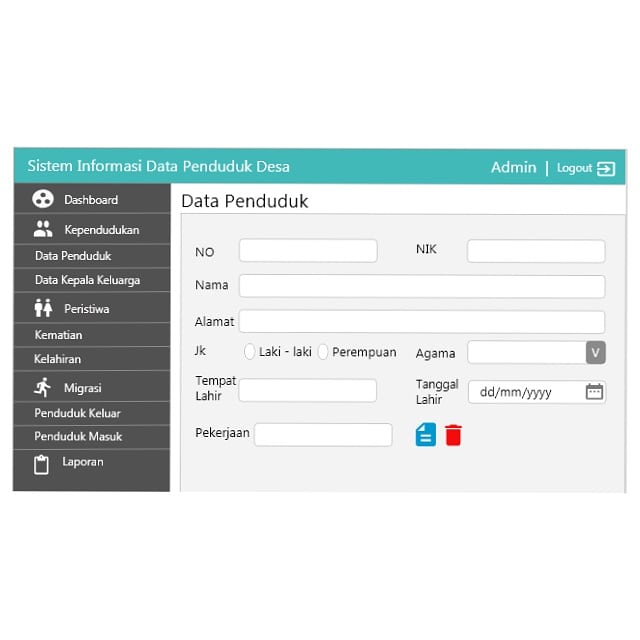 Sistem Informasi Data Penduduk Desa
Admin | Logout
Dashboard
Kependudukan
Data Penduduk
Data Kepala Keluarga
Peristiwa
Kematian
Kelahiran
Migrasi
Penduduk Keluar
Penduduk Masuk
Laporan
Data Penduduk
NO
NIK
Nama
Alamat
Jk
Laki - laki
Perempuan
Agama
V
Tempat
Lahir
Tanggal
Lahir
dd/mm/yyyy
Pekerjaan